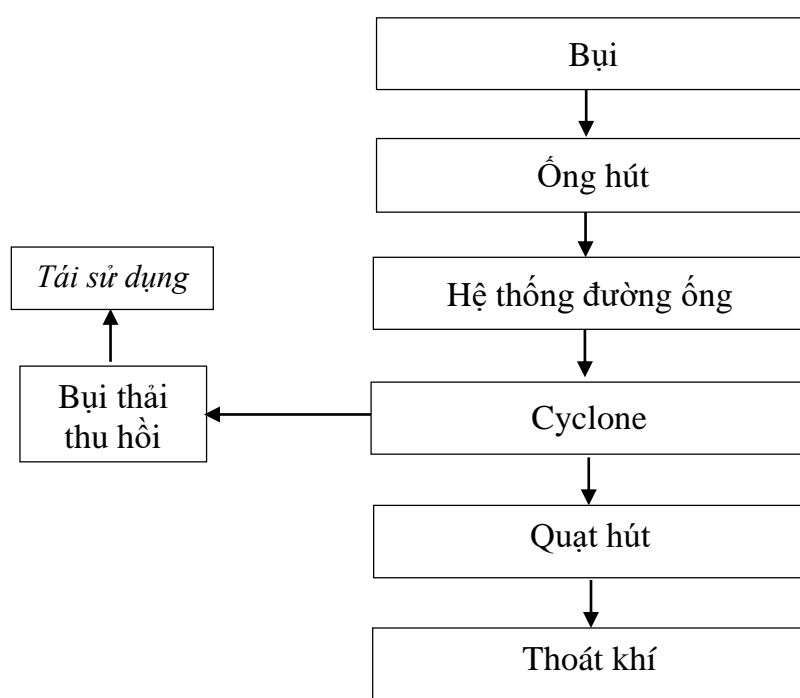 Bụi
Ống hút
Tái sử dụng
Hệ thống đường ống
Bụi thải
thu hồi
Cyclone
Quạt hút
Thoát khí